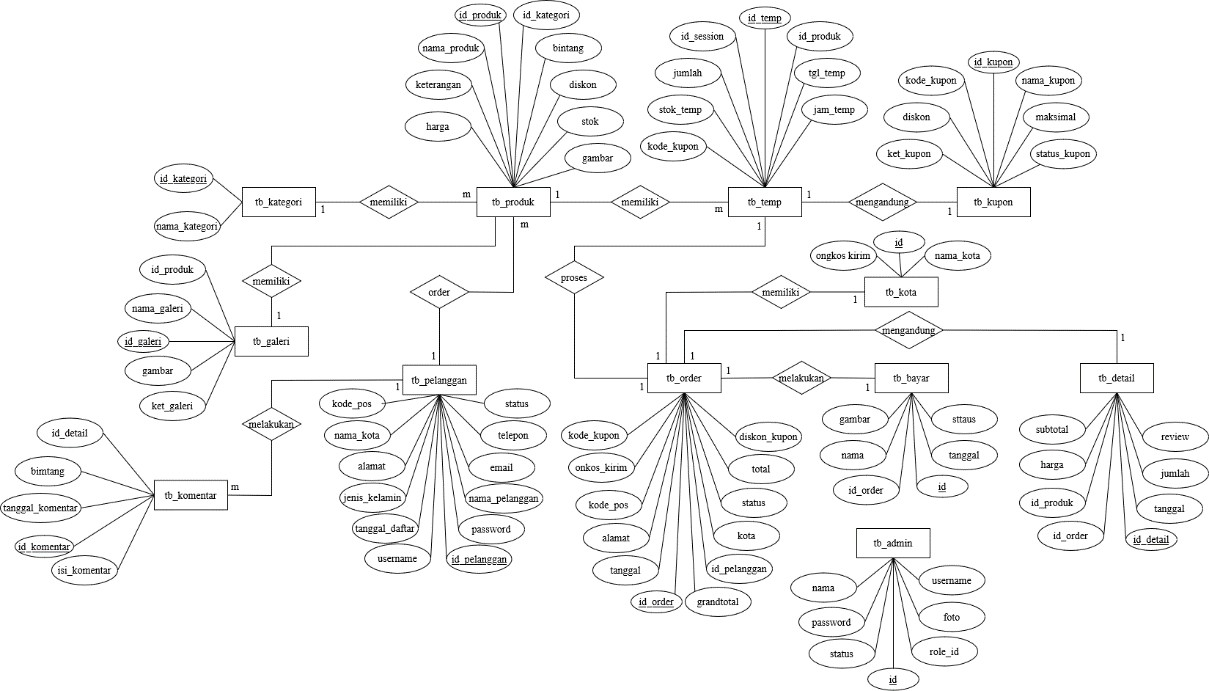 id_produk
id_kategori
nama_produk
bintang
keterangan
diskon
harga
stok
gambar
id_temp
id_session
id_produk
jumlah
tgl_temp
stok_temp
jam_temp
kode_kupon
id_kupon
kode_kupon
nama_kupon
diskon
maksimal
ket_kupon
status_kupon
id_kategori
nama_kategori
tb_kategori
1
memiliki
m
tb_produk
1
memiliki
m
tb_temp
1
mengandung
1
tb_kupon
m
1
id_produk
nama_galeri
id_galeri
gambar
ket_galeri
memiliki
1
tb_galeri
order
1
proses
id
ongkos kirim
nama_kota
memiliki
1
tb_kota
mengandung
1
1
1
tb_pelanggan
1
kode_pos
status
nama_kota
telepon
alamat
email
jenis_kelamin
nama_pelanggan
tanggal_daftar
password
username
id_pelanggan
melakukan
m
tb_komentar
id_detail
bimtang
tanggal_komentar
id_komentar
isi_komentar
1
tb_order
1
melakukan
1
tb_bayar
tb_detail
kode_kupon
diskon_kupon
onkos_kirim
total
kode_pos
status
alamat
kota
tanggal
id_pelanggan
id_order
grandtotal
gambar
sttaus
nama
tanggal
id_order
id
subtotal
review
harga
jumlah
id_produk
tanggal
id_order
id_detail
tb_admin
nama
username
password
foto
status
role_id
id